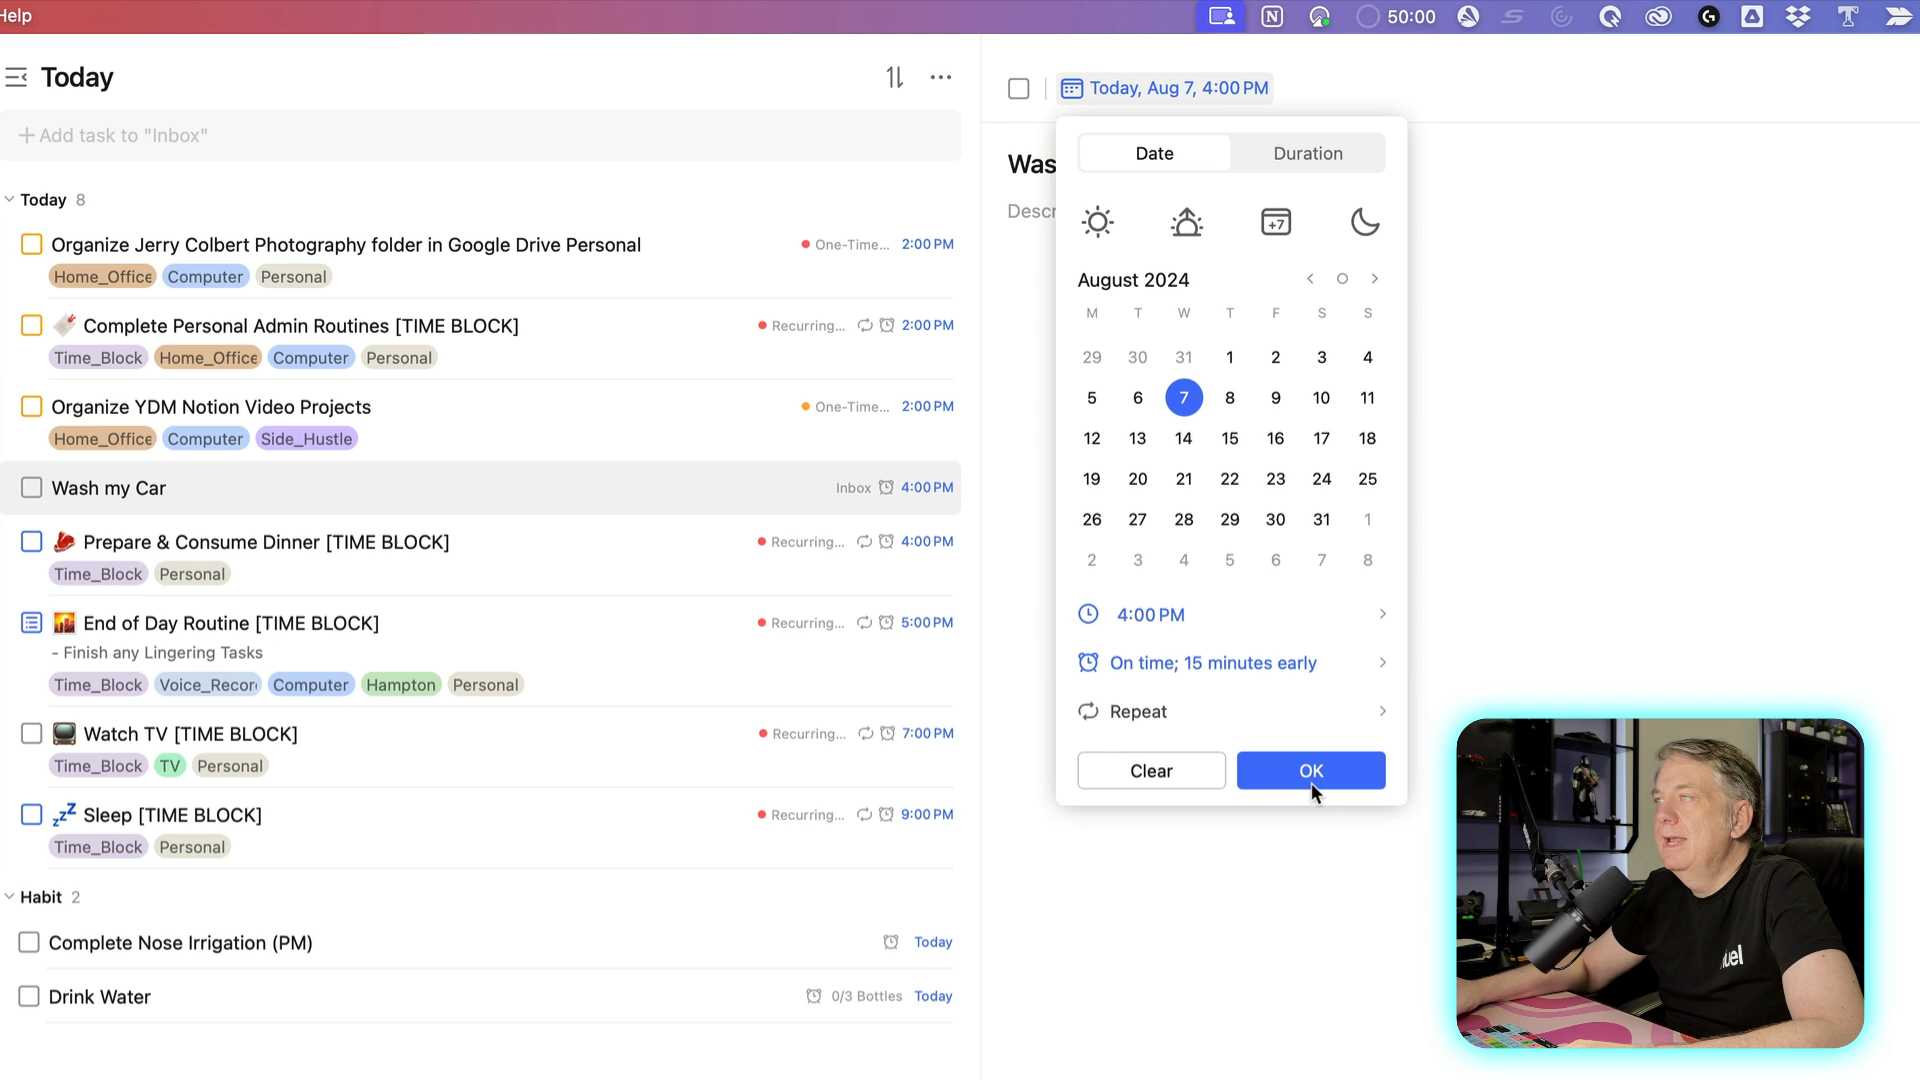 Help
50:00
Today
Add task to "Inbox"
Today 8
Organize Jerry Colbert Photography folder in Google Drive Personal
One-Time... 2:00 PM
Home_Office Computer Personal
Complete Personal Admin Routines [TIME BLOCK]
Recurring... 2:00 PM
Time_Block Home_Office Computer Personal
Organize YDM Notion Video Projects
One-Time... 2:00 PM
Home_Office Computer Side_Hustle
Wash my Car
Inbox 4:00 PM
Prepare & Consume Dinner [TIME BLOCK]
Recurring... 4:00 PM
Time_Block Personal
End of Day Routine [TIME BLOCK]
Recurring... 5:00 PM
- Finish any Lingering Tasks
Time_Block Voice_Recor Computer Hampton Personal
Watch TV [TIME BLOCK]
Recurring... 7:00 PM
Time_Block TV Personal
Sleep [TIME BLOCK]
Recurring... 9:00 PM
Time_Block Personal
Habit 2
Complete Nose Irrigation (PM)
Today
Drink Water
0/3 Bottles Today
Today, Aug 7, 4:00 PM
Was
Descr
Date Duration
+7
August 2024
M T W T F S S
29 30 31 1 2 3 4
5 6 7 8 9 10 11
12 13 14 15 16 17 18
19 20 21 22 23 24 25
26 27 28 29 30 31 1
2 3 4 5 6 7 8
4:00 PM
On time; 15 minutes early
Repeat
Clear OK